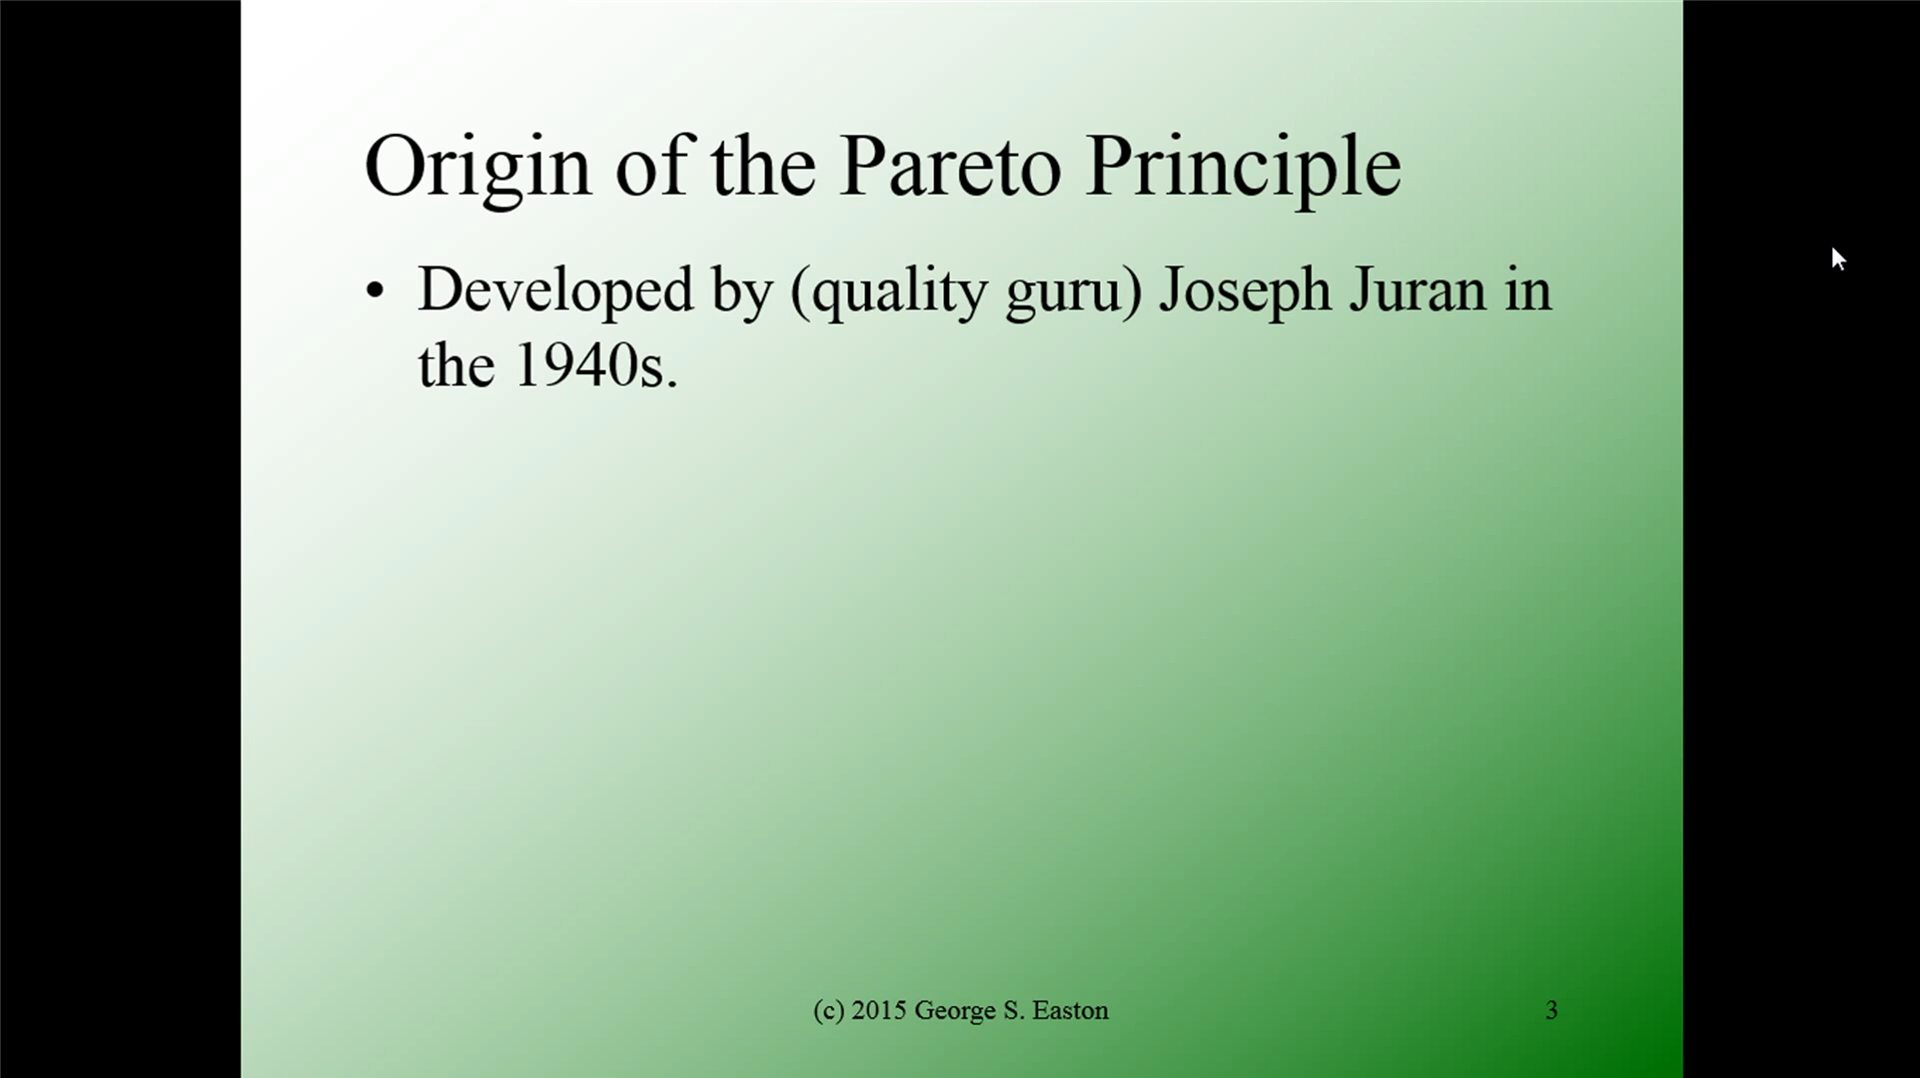 Origin of the Pareto Principle
• Developed by (quality guru) Joseph Juran in
the 1940s.
(c) 2015 George S. Easton
3